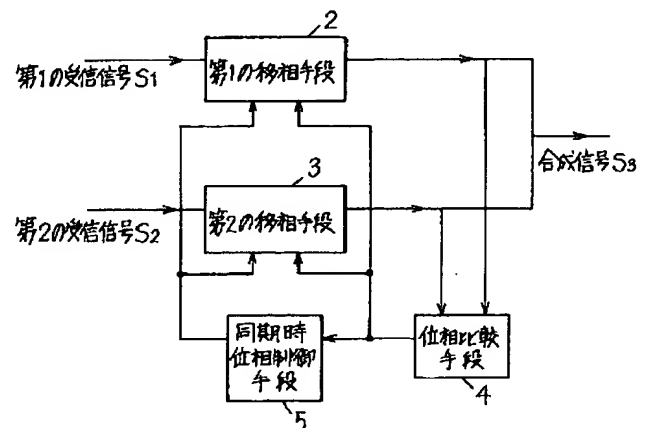 2
第1の受信信号S1
第1の移相手段
合成信号S3
3
第2の受信信号S2
第2の移相手段
同期時
位相制御
手段
5
位相比較
手段
4